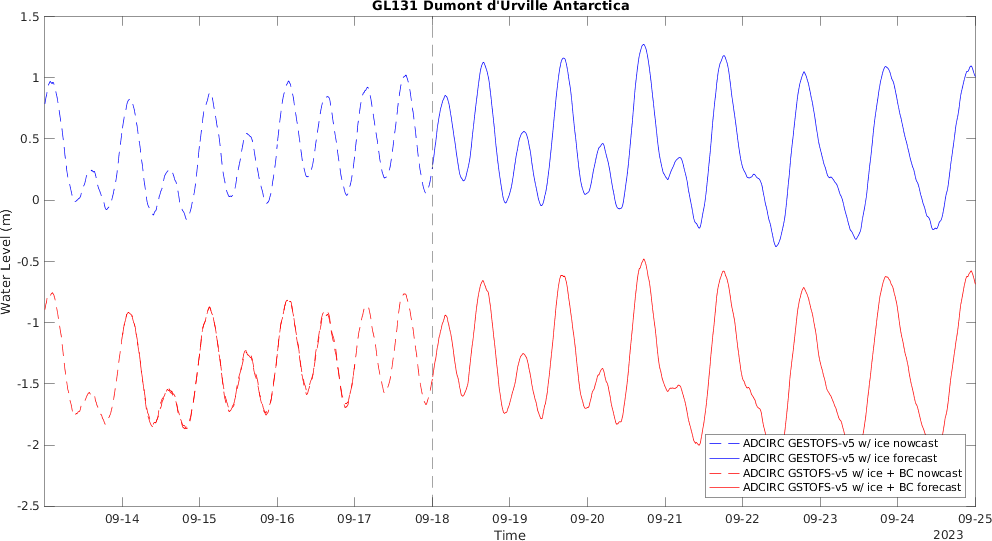 GL131 Dumont d'Urville Antarctica
1.5
1
0.5
0
-0.5
-1
-1.5
-2
-2.5
Water Level (m)
ADCIRC GESTOFS-v5 w/ ice nowcast
ADCIRC GESTOFS-v5 w/ ice forecast
ADCIRC GSTOFS-v5 w/ ice + BC nowcast
ADCIRC GSTOFS-v5 w/ ice + BC forecast
09-14 09-15 09-16 09-17 09-18 09-19 09-20 09-21 09-22 09-23 09-24 09-25
Time
2023